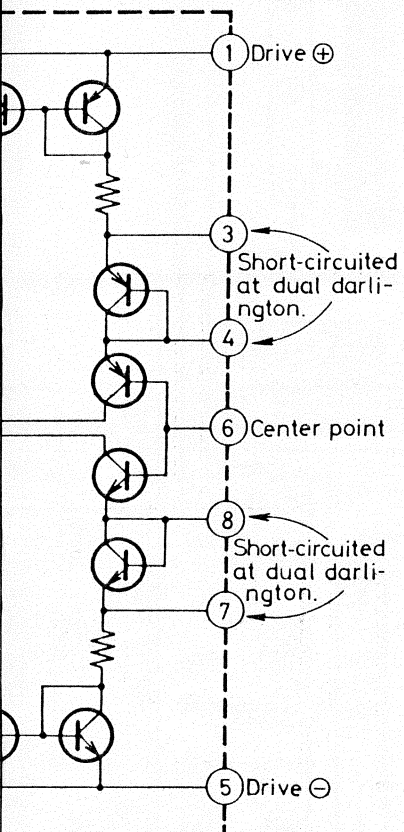 1 Drive ⊕
3
Short-circuited
at dual darli-
ngton.
4
6 Center point
8
Short-circuited
at dual darli-
ngton.
7
5 Drive ⊖